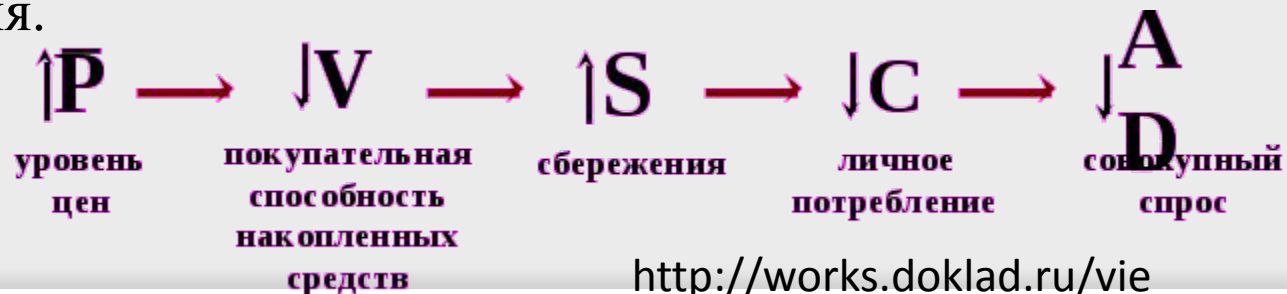 ия.
↑P̅ → ↓V → ↑S → ↓C → ↓AD
уровень цен
покупательная способность накопленных средств
сбережения
личное потребление
совокупный спрос
http://works.doklad.ru/vie